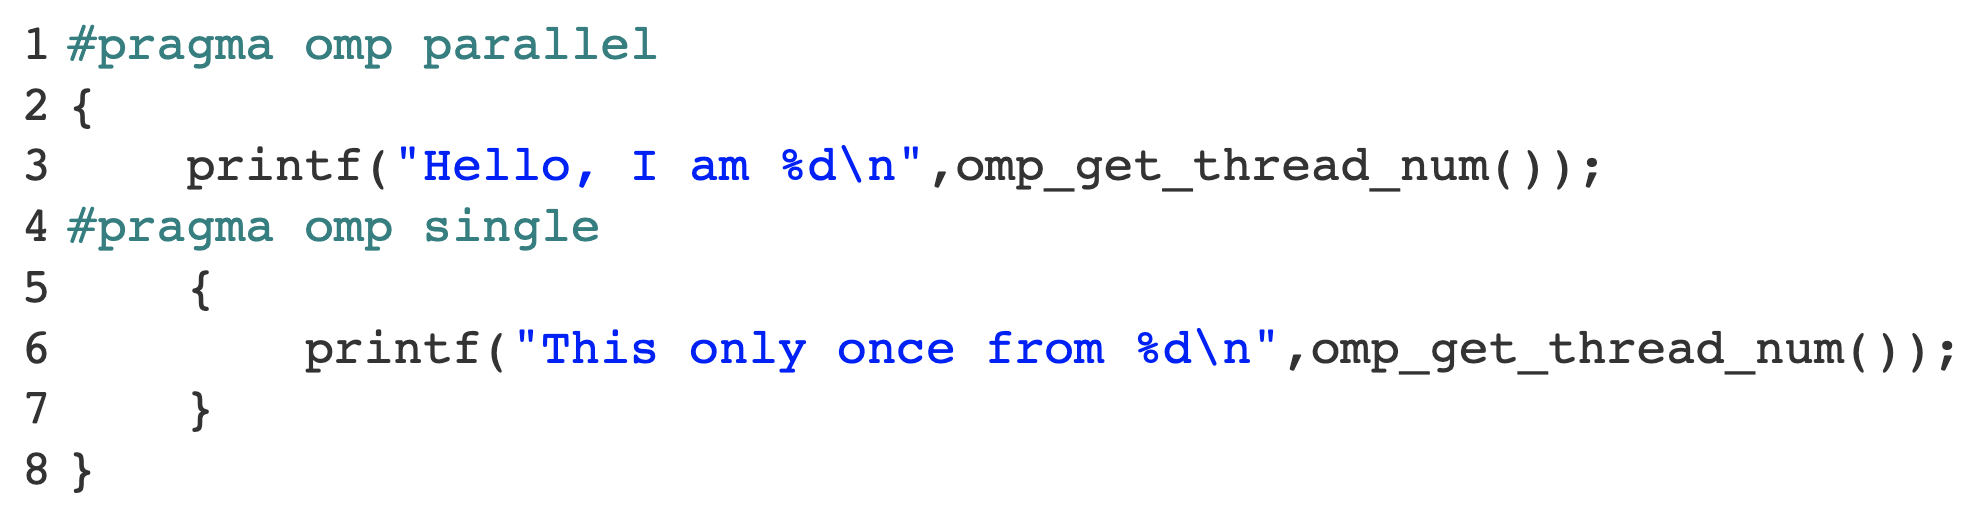 1 #pragma omp parallel
2 {
3     printf("Hello, I am %d\n",omp_get_thread_num());
4 #pragma omp single
5     {
6         printf("This only once from %d\n",omp_get_thread_num());
7     }
8 }